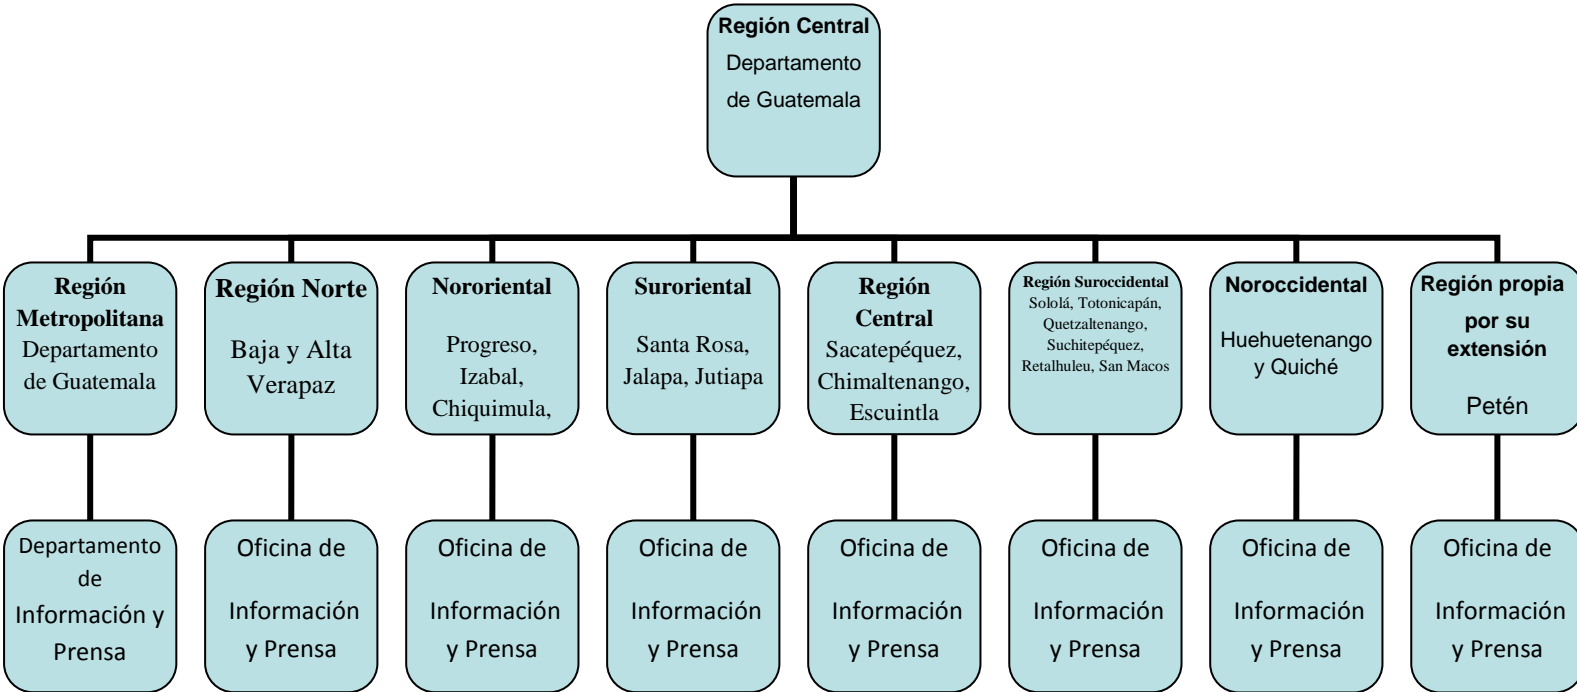 Región Central
Departamento
de Guatemala
Región
Metropolitana
Departamento
de Guatemala
Región Norte
Baja y Alta
Verapaz
Nororiental
Progreso,
Izabal,
Chiquimula,
Suroriental
Santa Rosa,
Jalapa, Jutiapa
Región
Central
Sacatepéquez,
Chimaltenango,
Escuintla
Región Suroccidental
Sololá, Totonicapán,
Quetzaltenango,
Suchitepéquez,
Retalhuleu, San Macos
Noroccidental
Huehuetenango
y Quiché
Región propia
por su
extensión
Petén
Departamento
de
Información y
Prensa
Oficina de
Información
y Prensa
Oficina de
Información
y Prensa
Oficina de
Información
y Prensa
Oficina de
Información
y Prensa
Oficina de
Información
y Prensa
Oficina de
Información
y Prensa
Oficina de
Información
y Prensa